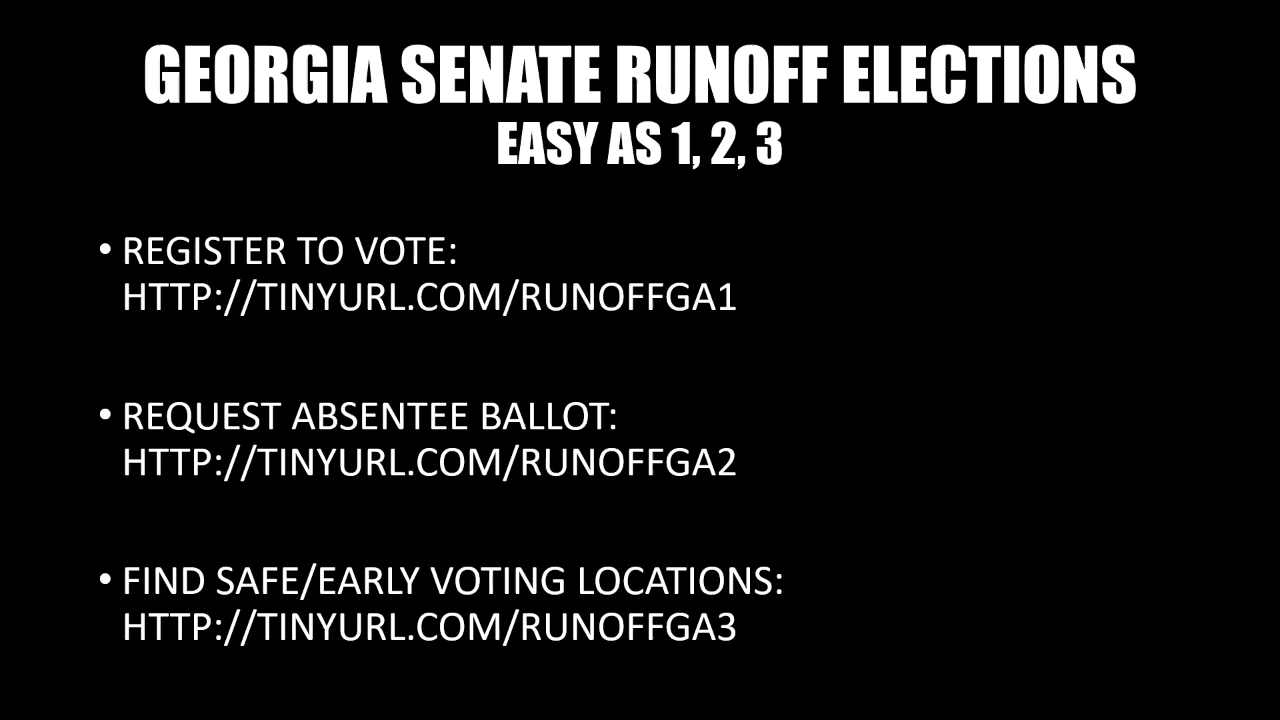 GEORGIA SENATE RUNOFF ELECTIONS
EASY AS 1, 2, 3
• REGISTER TO VOTE:
HTTP://TINYURL.COM/RUNOFFGA1
• REQUEST ABSENTEE BALLOT:
HTTP://TINYURL.COM/RUNOFFGA2
• FIND SAFE/EARLY VOTING LOCATIONS:
HTTP://TINYURL.COM/RUNOFFGA3